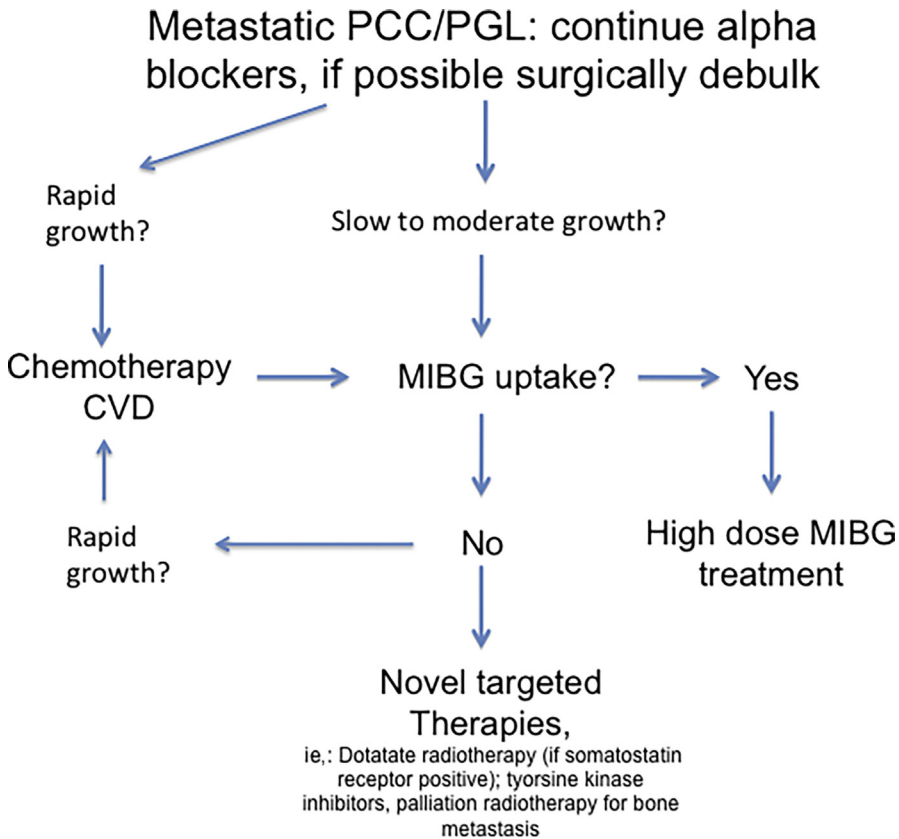 Metastatic PCC/PGL: continue alpha
blockers, if possible surgically debulk
Rapid
growth?
Slow to moderate growth?
Chemotherapy
CVD
MIBG uptake?
Yes
Rapid
growth?
No
High dose MIBG
treatment
Novel targeted
Therapies,
ie,: Dotatate radiotherapy (if somatostatin
receptor positive); tyorsine kinase
inhibitors, palliation radiotherapy for bone
metastasis